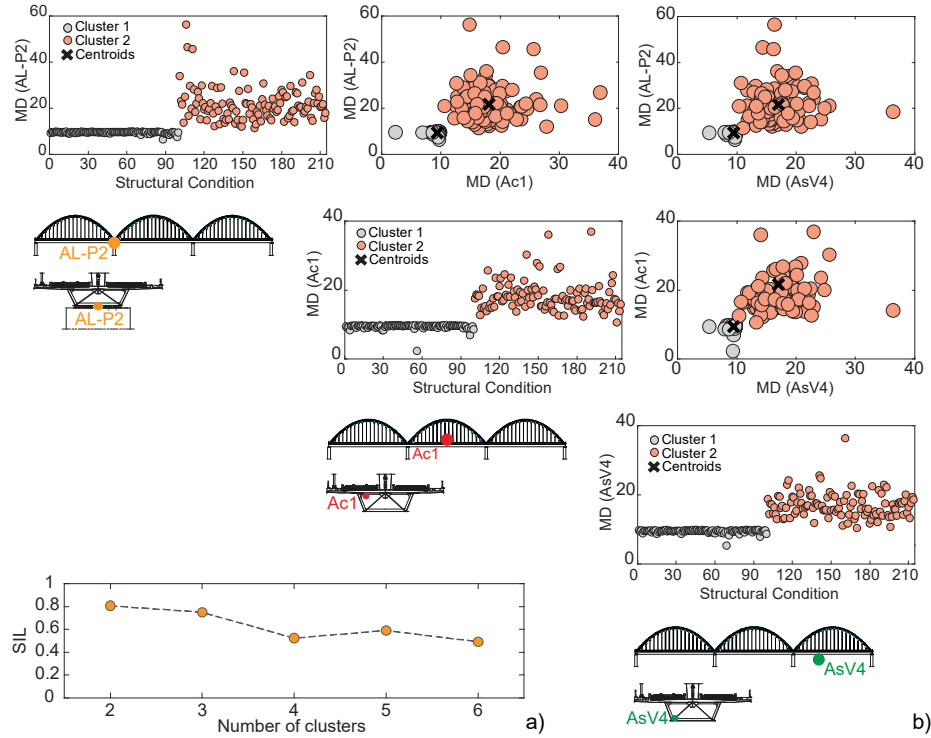 MD (AL-P2)
60
40
20
0
Cluster 1
Cluster 2
Centroids
0 30 60 90 120 150 180 210
Structural Condition
MD (AL-P2)
60
40
20
0
0 10 20 30 40
MD (Ac1)
MD (AL-P2)
60
40
20
0
0 10 20 30 40
MD (AsV4)
AL-P2
AL-P2
MD (Ac1)
40
20
0
Cluster 1
Cluster 2
Centroids
0 30 60 90 120 150 180 210
Structural Condition
MD (Ac1)
40
20
0
0 10 20 30 40
MD (AsV4)
Ac1
Ac1
MD (AsV4)
40
20
0
Cluster 1
Cluster 2
Centroids
0 30 60 90 120 150 180 210
Structural Condition
SIL
1
0.8
0.6
0.4
0.2
0
2 3 4 5 6
Number of clusters
a)
AsV4
AsV4
b)